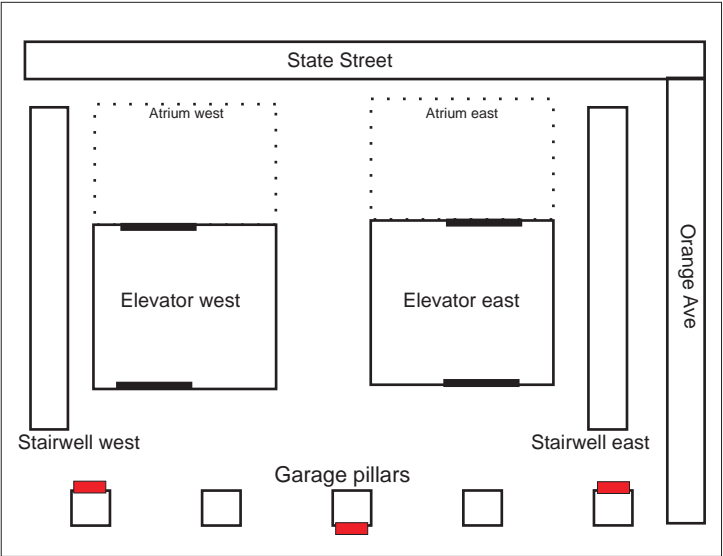 State Street
Atrium west
Atrium east
Orange Ave
Elevator west
Elevator east
Stairwell west
Stairwell east
Garage pillars